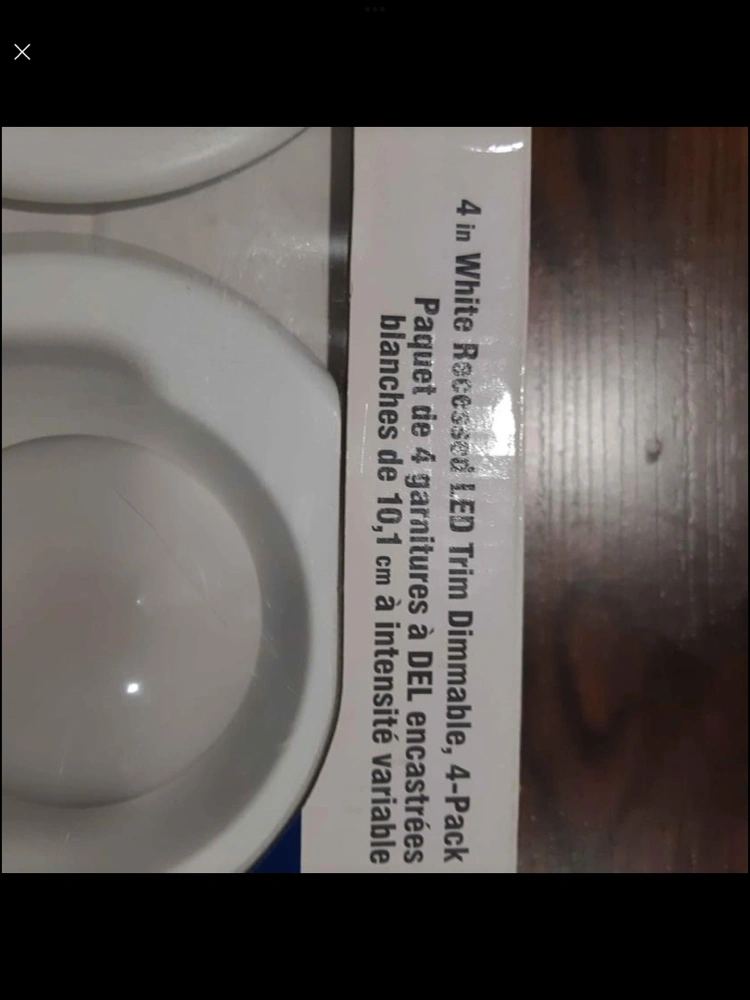 4 in White Recessed LED Trim Dimmable, 4-Pack
Paquet de 4 garnitures à DEL encastrées
blanches de 10,1 cm à intensité variable